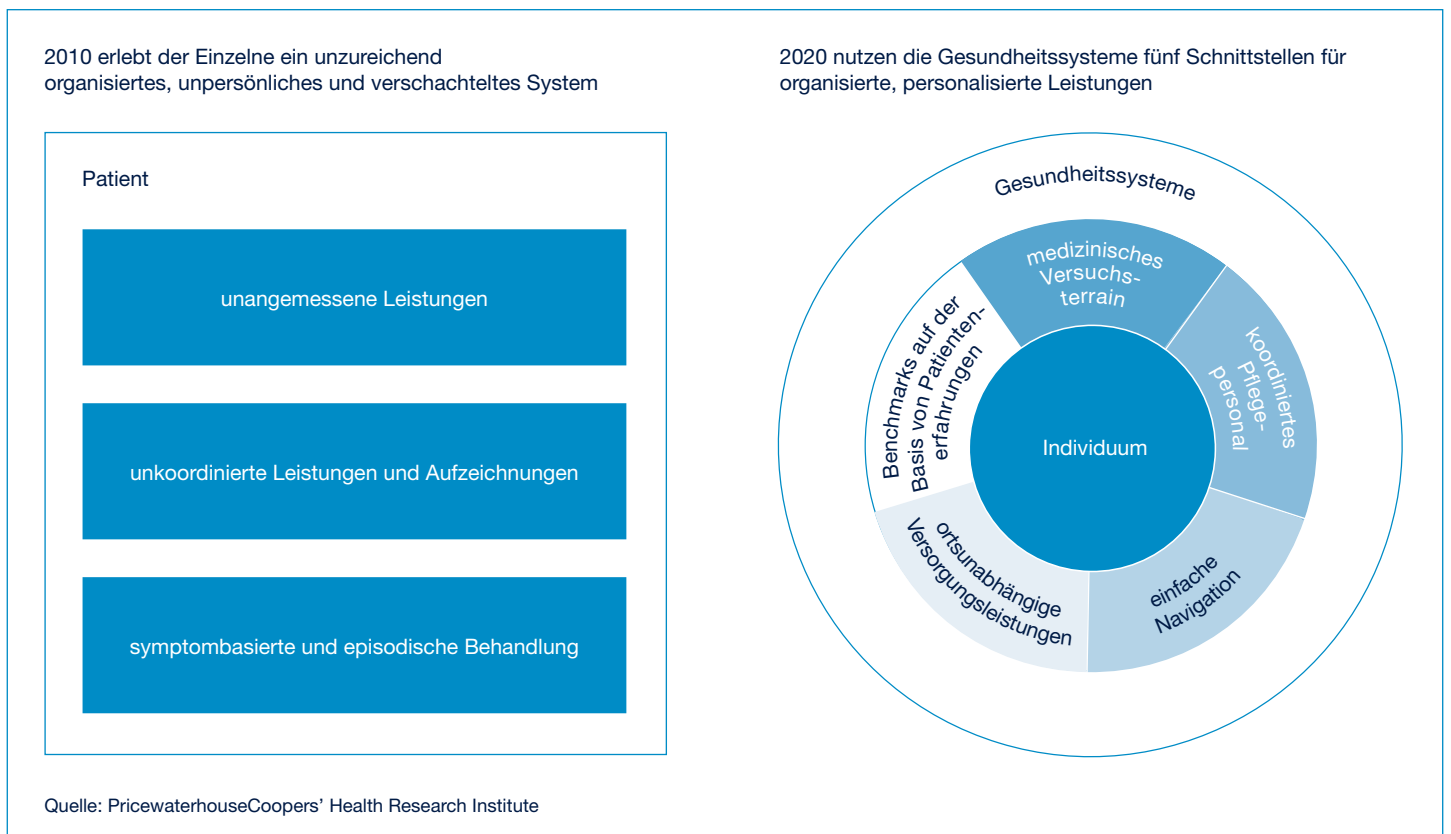 2010 erlebt der Einzelne ein unzureichend
organisiertes, unpersönliches und verschachteltes System
Patient
unangemessene Leistungen
unkoordinierte Leistungen und Aufzeichnungen
symptombasierte und episodische Behandlung
2020 nutzen die Gesundheitssysteme fünf Schnittstellen für
organisierte, personalisierte Leistungen
Gesundheitssysteme
medizinisches
Versuchs-
terrain
koordiniertes
Pflege-
personal
einfache
Navigation
ortsunabhängige
Versorgungsleistungen
Benchmarks auf der
Basis von Patienten-
erfahrungen
Individuum
Quelle: PricewaterhouseCoopers’ Health Research Institute